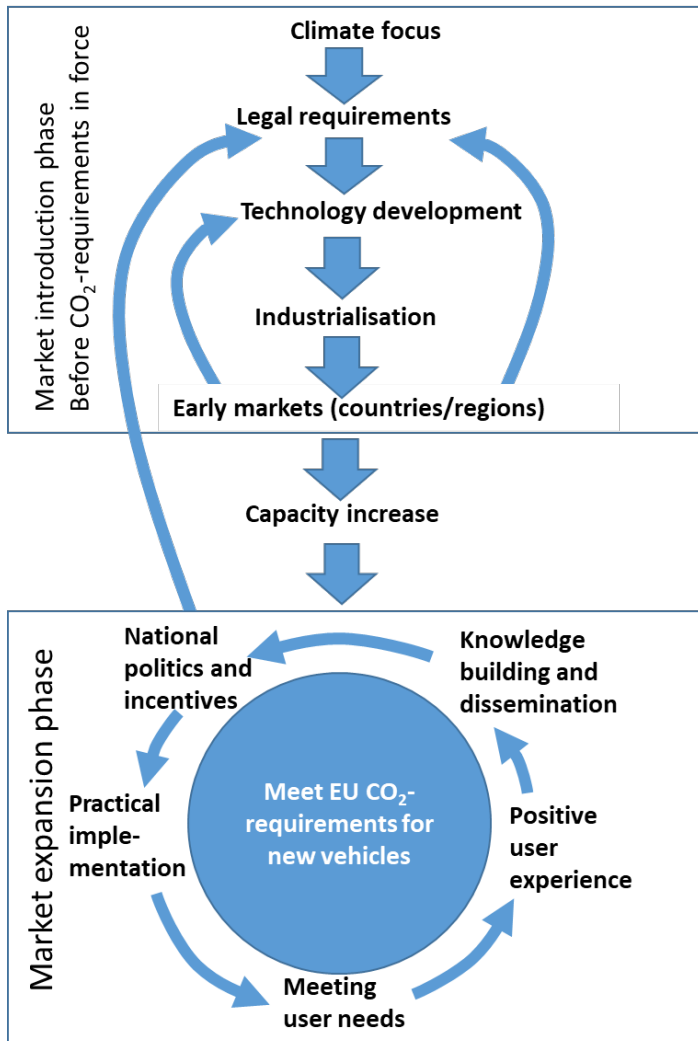 Market introduction phase
Before CO₂-requirements in force
Climate focus
Legal requirements
Technology development
Industrialisation
Early markets (countries/regions)
Capacity increase
Market expansion phase
National
politics and
incentives
Knowledge
building and
dissemination
Practical
imple-
mentation
Meet EU CO₂-
requirements for
new vehicles
Positive
user
experience
Meeting
user needs